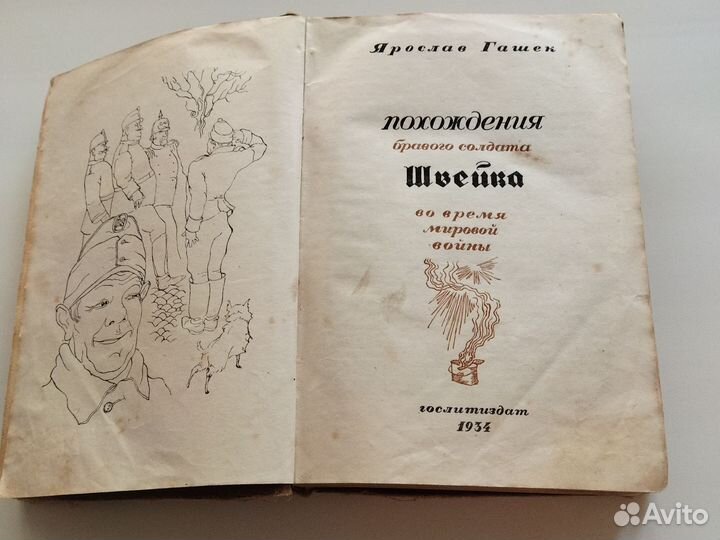 Ярослав Гашек
похождения
бравого солдата
Швейка
во время
мировой
войны
гослитиздат
1934
Avito